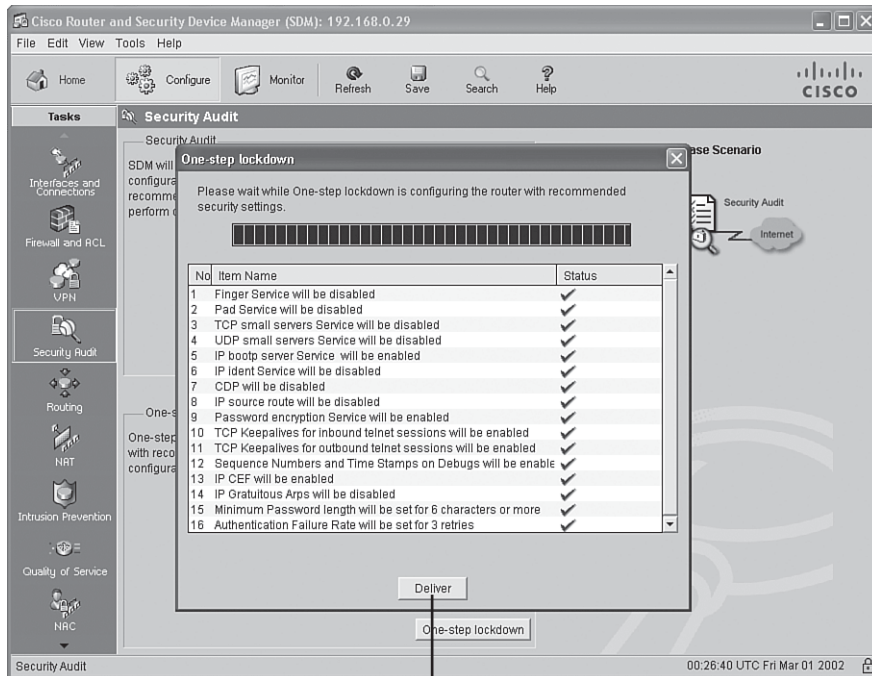 Cisco Router and Security Device Manager (SDM): 192.168.0.29
File Edit View Tools Help
Home Configure Monitor Refresh Save Search Help
CISCO
Tasks
Security Audit
Interfaces and Connections
Firewall and ACL
VPN
Security Audit
Routing
NAT
Intrusion Prevention
Quality of Service
NAC
Security Audit
SDM will
configura
recomme
perform
ase Scenario
Security Audit
Internet
One-s
One-step
with reco
configura
One-step lockdown
Please wait while One-step lockdown is configuring the router with recommended
security settings.
No Item Name Status
1 Finger Service will be disabled
2 Pad Service will be disabled
3 TCP small servers Service will be disabled
4 UDP small servers Service will be disabled
5 IP bootp server Service will be enabled
6 IP ident Service will be disabled
7 CDP will be disabled
8 IP source route will be disabled
9 Password encryption Service will be enabled
10 TCP Keepalives for inbound telnet sessions will be enabled
11 TCP Keepalives for outbound telnet sessions will be enabled
12 Sequence Numbers and Time Stamps on Debugs will be enable
13 IP CEF will be enabled
14 IP Gratuitous Arps will be disabled
15 Minimum Password length will be set for 6 characters or more
16 Authentication Failure Rate will be set for 3 retries
Deliver
One-step lockdown
Security Audit
00:26:40 UTC Fri Mar 01 2002